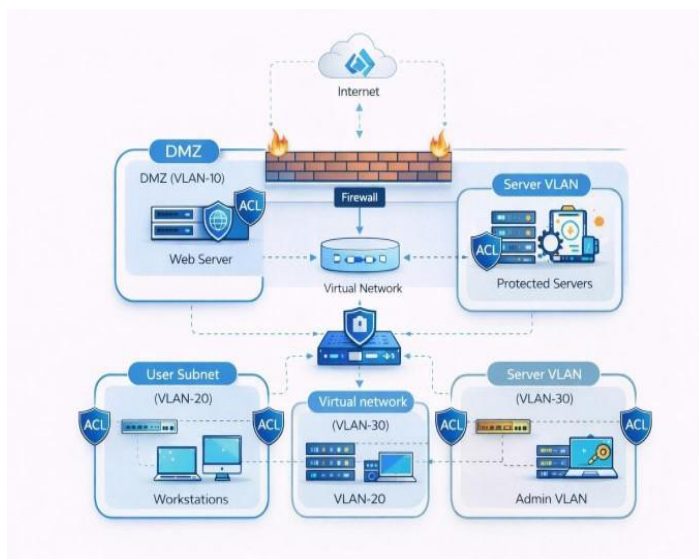 Internet
DMZ
DMZ (VLAN-10)
ACL
Web Server
Firewall
Virtual Network
Server VLAN
ACL
Protected Servers
User Subnet
(VLAN-20)
ACL
ACL
Workstations
Virtual network
(VLAN-30)
VLAN-20
Server VLAN
(VLAN-30)
ACL
ACL
Admin VLAN